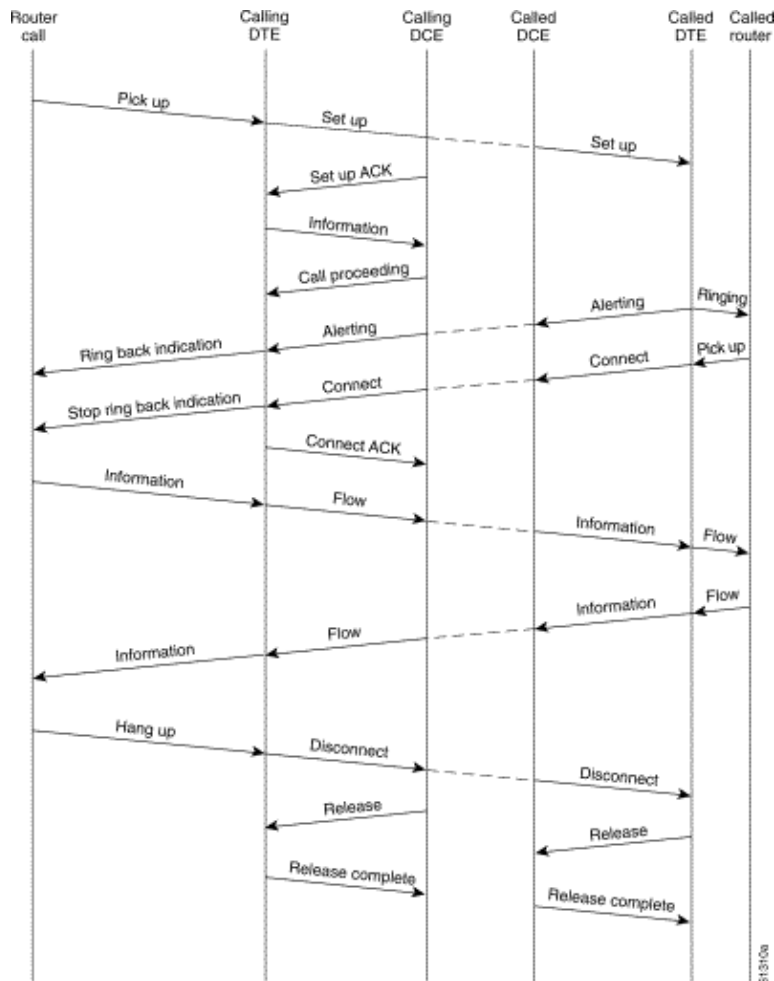 Router call
Calling DTE
Calling DCE
Called DCE
Called DTE
Called router
Pick up
Set up
Set up
Set up ACK
Information
Call proceeding
Ringing
Alerting
Alerting
Ring back indication
Pick up
Connect
Connect
Stop ring back indication
Connect ACK
Information
Flow
Information
Flow
Flow
Information
Flow
Information
Hang up
Disconnect
Disconnect
Release
Release
Release complete
Release complete